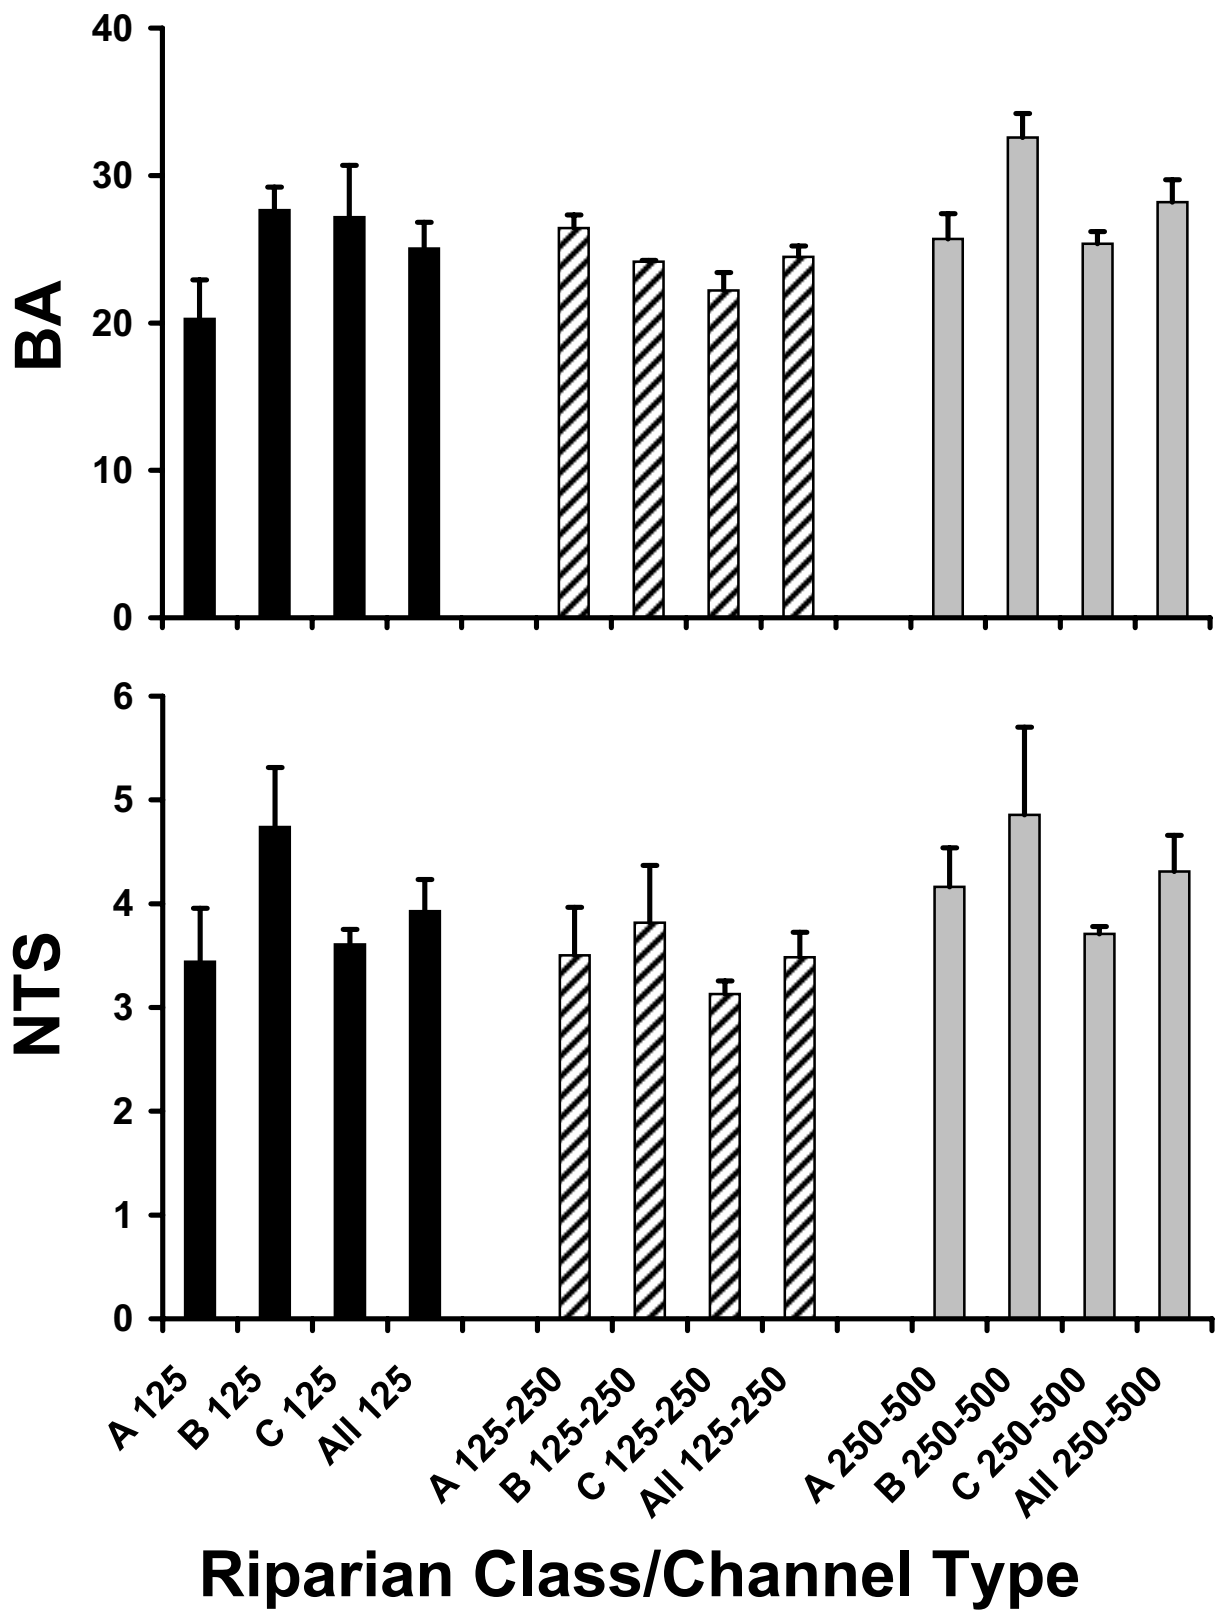 40
30
20
10
0
BA
6
5
4
3
2
1
0
NTS
A 125
B 125
C 125
All 125
A 125-250
B 125-250
C 125-250
All 125-250
A 250-500
B 250-500
C 250-500
All 250-500
Riparian Class/Channel Type